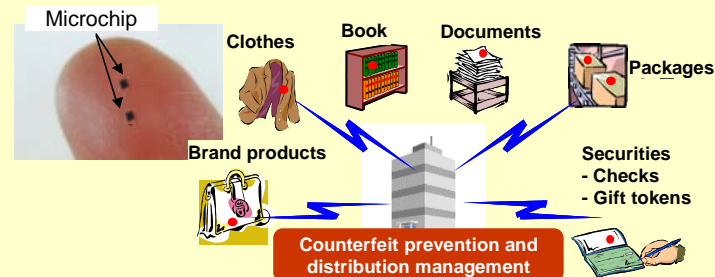 Microchip
Clothes
Book
Documents
Packages
Brand products
Securities
- Checks
- Gift tokens
Counterfeit prevention and
distribution management